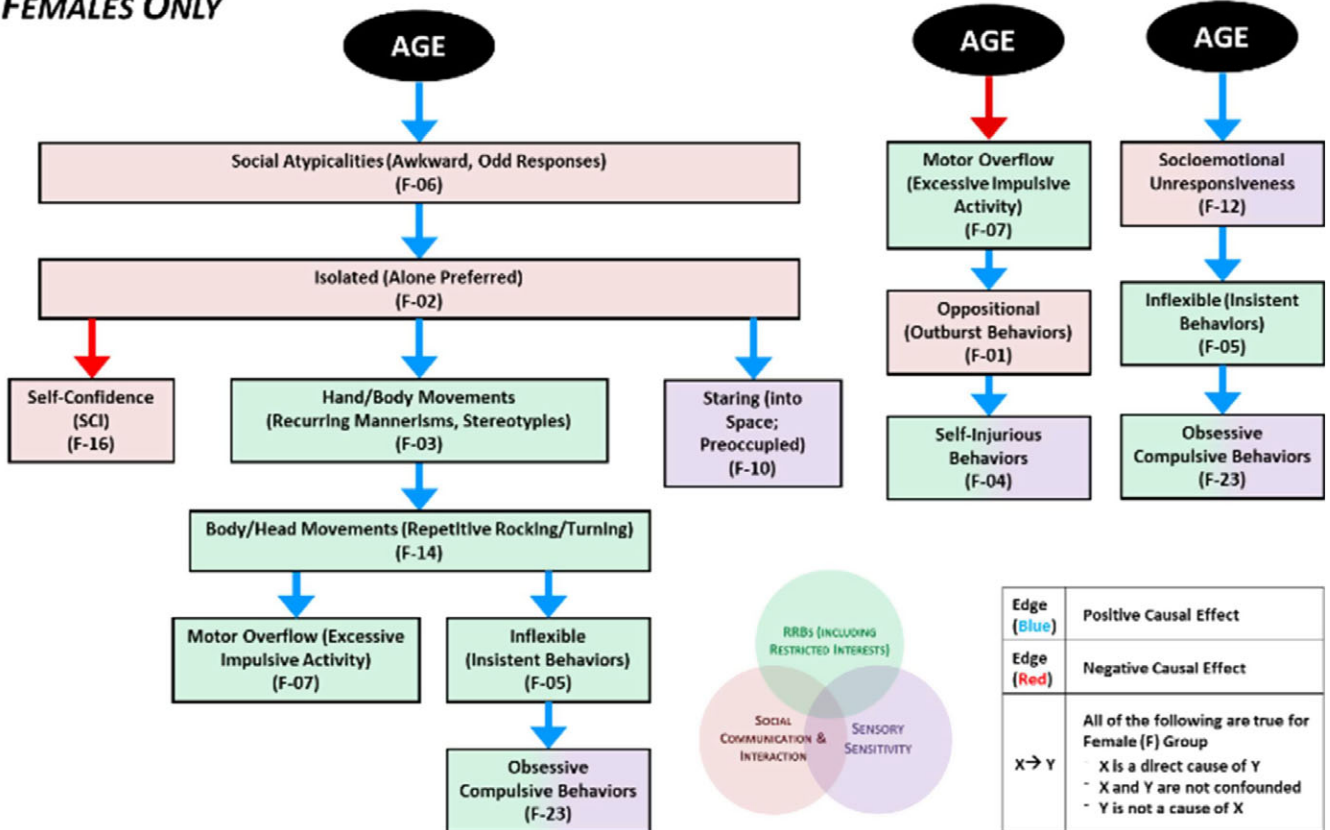 FEMALES ONLY
AGE
Social Atypicalities (Awkward, Odd Responses)
(F-06)
Isolated (Alone Preferred)
(F-02)
Self-Confidence
(SCI)
(F-16)
Hand/Body Movements
(Recurring Mannerisms, Stereotypies)
(F-03)
Staring (into
Space;
Preoccupied)
(F-10)
Body/Head Movements (Repetitive Rocking/Turning)
(F-14)
Motor Overflow (Excessive
Impulsive Activity)
(F-07)
Inflexible
(Insistent Behaviors)
(F-05)
Obsessive
Compulsive Behaviors
(F-23)
AGE
Motor Overflow
(Excessive Impulsive
Activity)
(F-07)
Oppositional
(Outburst Behaviors)
(F-01)
Self-Injurious
Behaviors
(F-04)
AGE
Socioemotional
Unresponsiveness
(F-12)
Inflexible (Insistent
Behaviors)
(F-05)
Obsessive
Compulsive Behaviors
(F-23)
RRBS (INCLUDING
RESTRICTED INTERESTS)
SOCIAL
COMMUNICATION &
INTERACTION
SENSORY
SENSITIVITY
Edge
(Blue)
Positive Causal Effect
Edge
(Red)
Negative Causal Effect
X→ Y
All of the following are true for
Female (F) Group
- X is a direct cause of Y
- X and Y are not confounded
- Y is not a cause of X